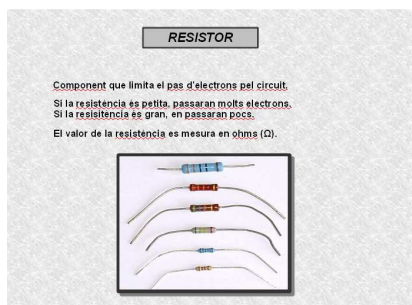 RESISTOR
Component que limita el pas d'electrons pel circuit.
Si la resistència és petita, passaran molts electrons.
Si la resisitència és gran, en passaran pocs.
El valor de la resistència es mesura en ohms (Ω).